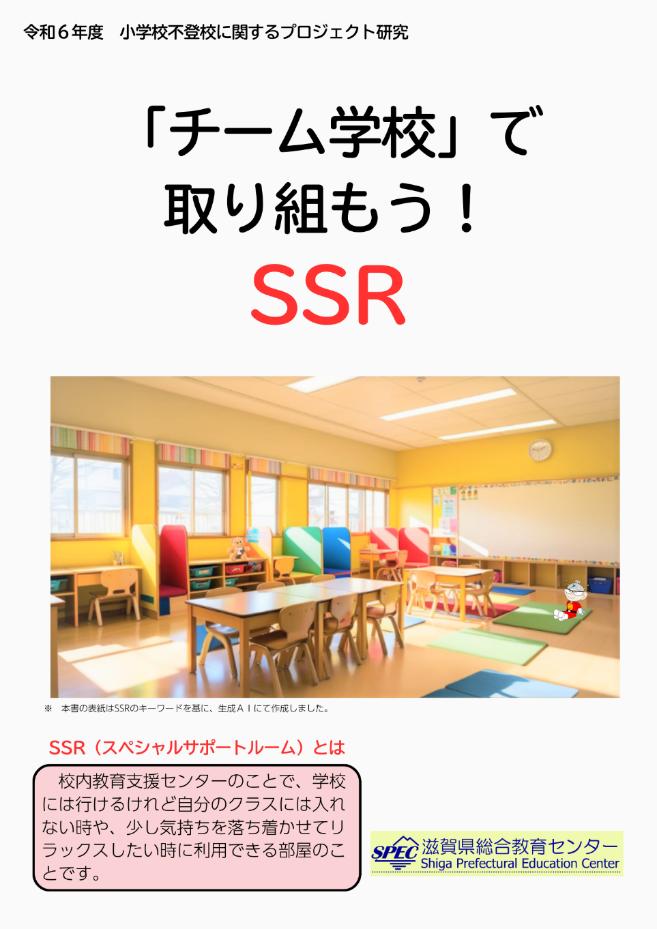 令和６年度　小学校不登校に関するプロジェクト研究
「チーム学校」で
取り組もう！
SSR
※　本書の表紙はSSRのキーワードを基に、生成ＡＩにて作成しました。
SSR（スペシャルサポートルーム）とは
校内教育支援センターのことで、学校
には行けるけれど自分のクラスには入れ
ない時や、少し気持ちを落ち着かせてリ
ラックスしたい時に利用できる部屋のこ
とです。
SPEC 滋賀県総合教育センター
Shiga Prefectural Education Center